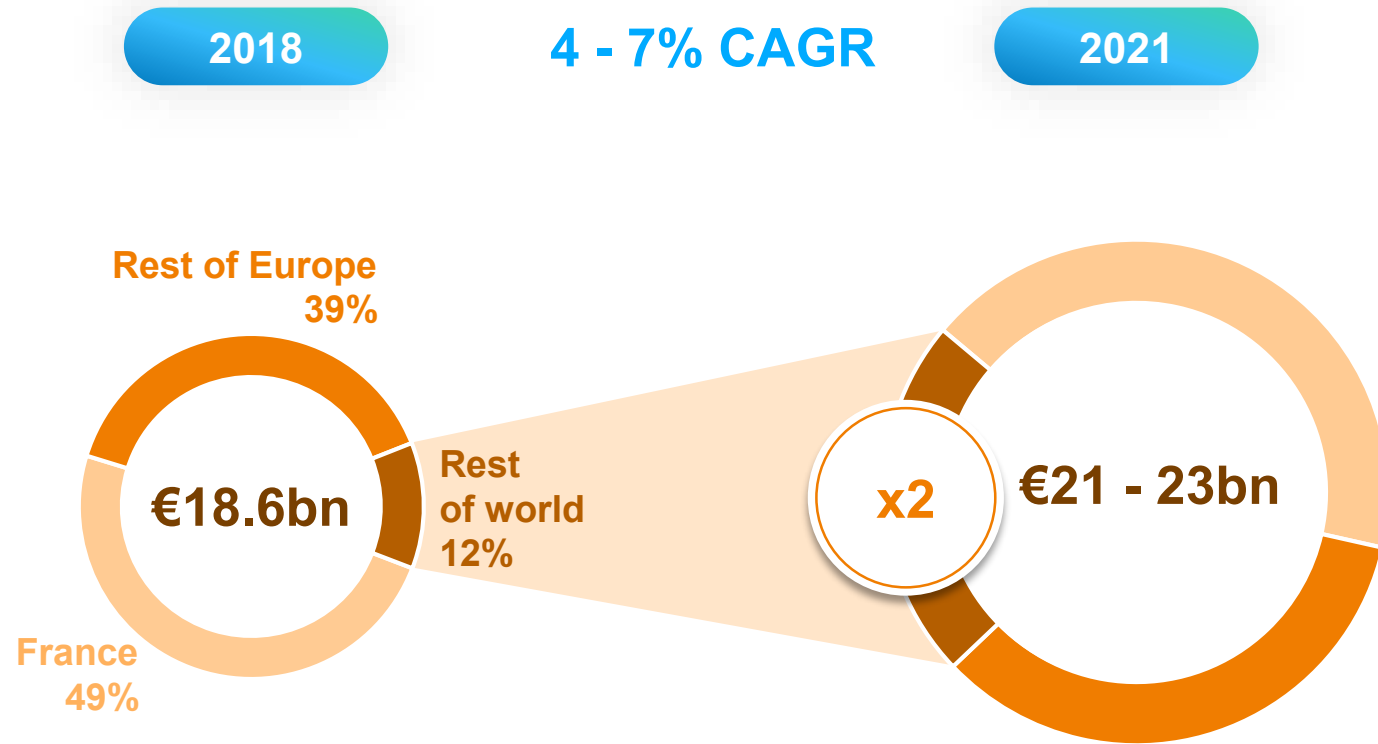 2018
4 - 7% CAGR
2021
Rest of Europe
39%
€18.6bn
Rest
of world
12%
x2
€21 - 23bn
France
49%